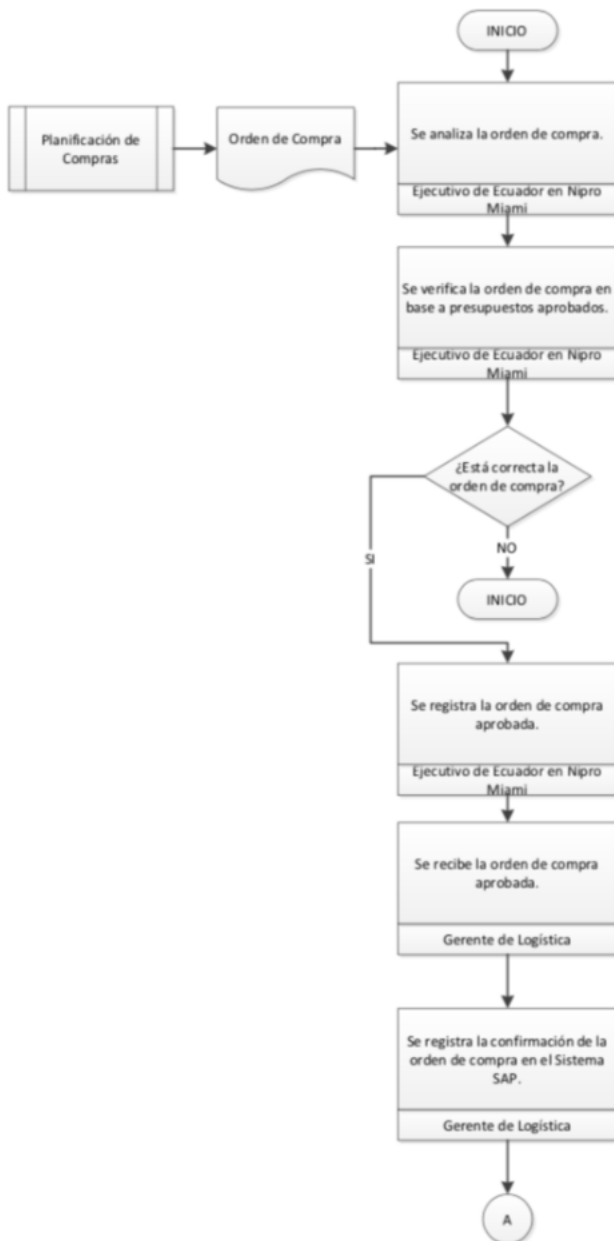 INICIO
Planificación de
Compras
Orden de Compra
Se analiza la orden de compra.
Ejecutivo de Ecuador en Nipro
Miami
Se verifica la orden de compra en
base a presupuestos aprobados.
Ejecutivo de Ecuador en Nipro
Miami
¿Está correcta la
orden de compra?
SI
NO
INICIO
Se registra la orden de compra
aprobada.
Ejecutivo de Ecuador en Nipro
Miami
Se recibe la orden de compra
aprobada.
Gerente de Logística
Se registra la confirmación de la
orden de compra en el Sistema
SAP.
Gerente de Logística
A